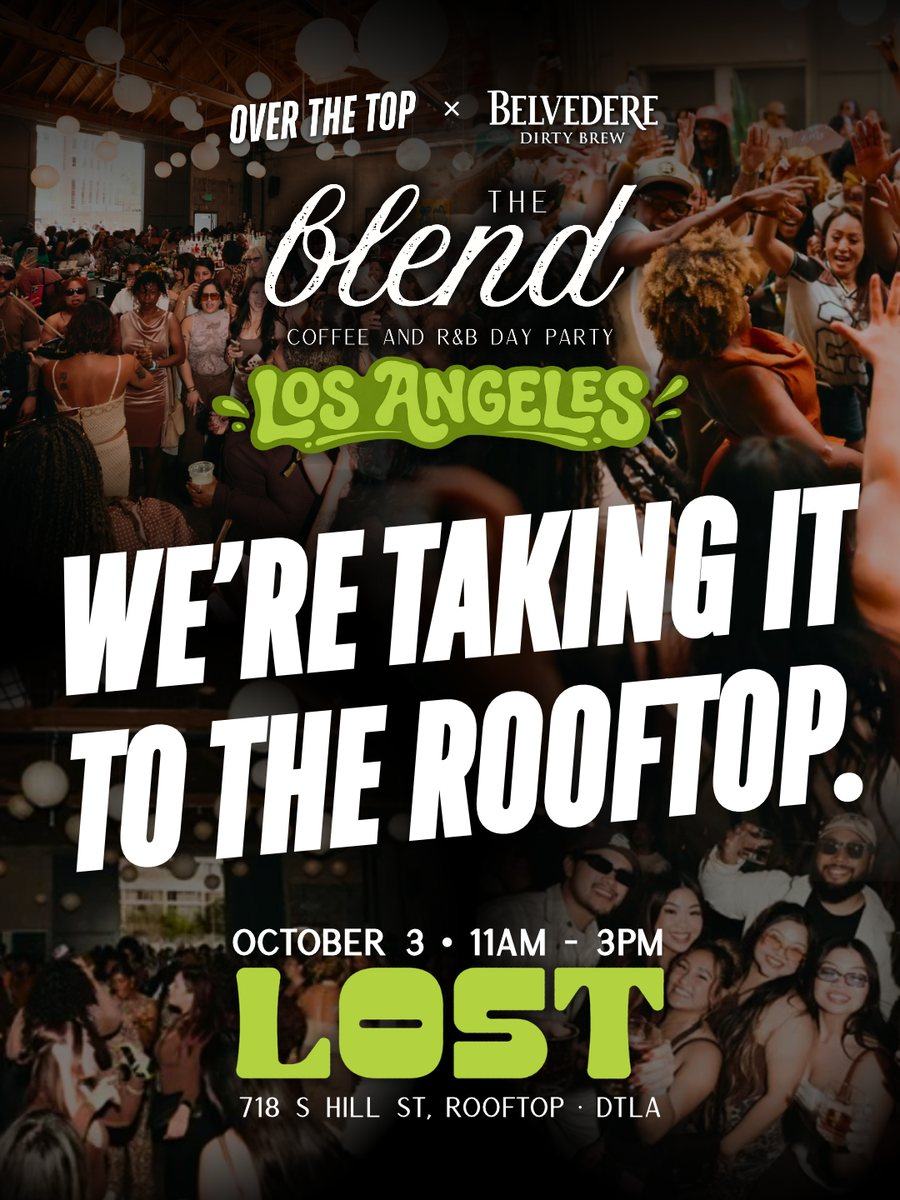 OVER THE TOP × BELVEDERE
DIRTY BREW
THE
blend
COFFEE AND R&B DAY PARTY
LOS ANGELES
WE'RE TAKING IT
TO THE ROOFTOP.
OCTOBER 3 • 11AM - 3PM
LOST
718 S HILL ST, ROOFTOP · DTLA